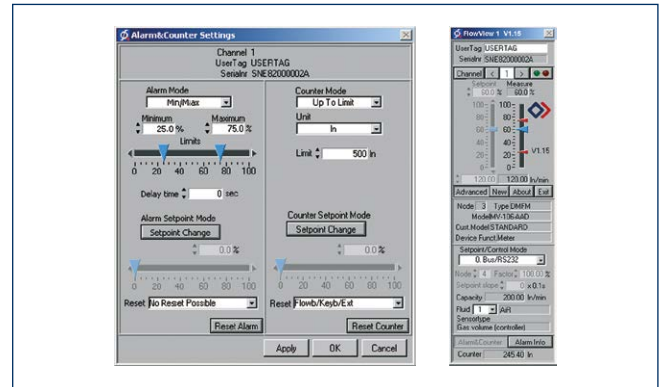 Alarm&Counter Settings
Channel 1
UserTag USERTAG
Serialnr SNE82000002A
Alarm Mode
Min/Max
Minimum Maximum
25.0 % 75.0 %
Limits
0 20 40 60 80 100
Delay time 0 sec
Alarm Setpoint Mode
Setpoint Change
0.0 %
0 20 40 60 80 100
Reset No Reset Possble
Reset Alarm
Counter Mode
Up To Limit
Unit
ln
Limit 500 ln
Counter Setpoint Mode
Setpoint Change
0.0 %
0 20 40 60 80 100
Reset Flowb/Keyb/Ext
Reset Counter
Apply OK Cancel
FlowView 1 V1.15
UserTag USERTAG
Serialnr SNE82000002A
Channel < 1 >
Setpoint Measure
60.0 % 60.0 %
100 100
80 80
60 60
40 40
20 20
0 0
V1.15
120.00 120.00 ln/min
Advanced New About Exit
Node 3 Type DMFM
Model MV-106-AAD
Cust.Model STANDARD
Device Funct. Meter
Setpoint/Control Mode
0. Bus/RS232
Node 4 Factor 100.00 %
Setpoint slope 0 x 0.1s
Capacity 200.00 ln/min
Fluid 1 AIR
Sensortype
Gas volume (controller)
Alarm&Counter Alarm Info
Counter 245.40 ln